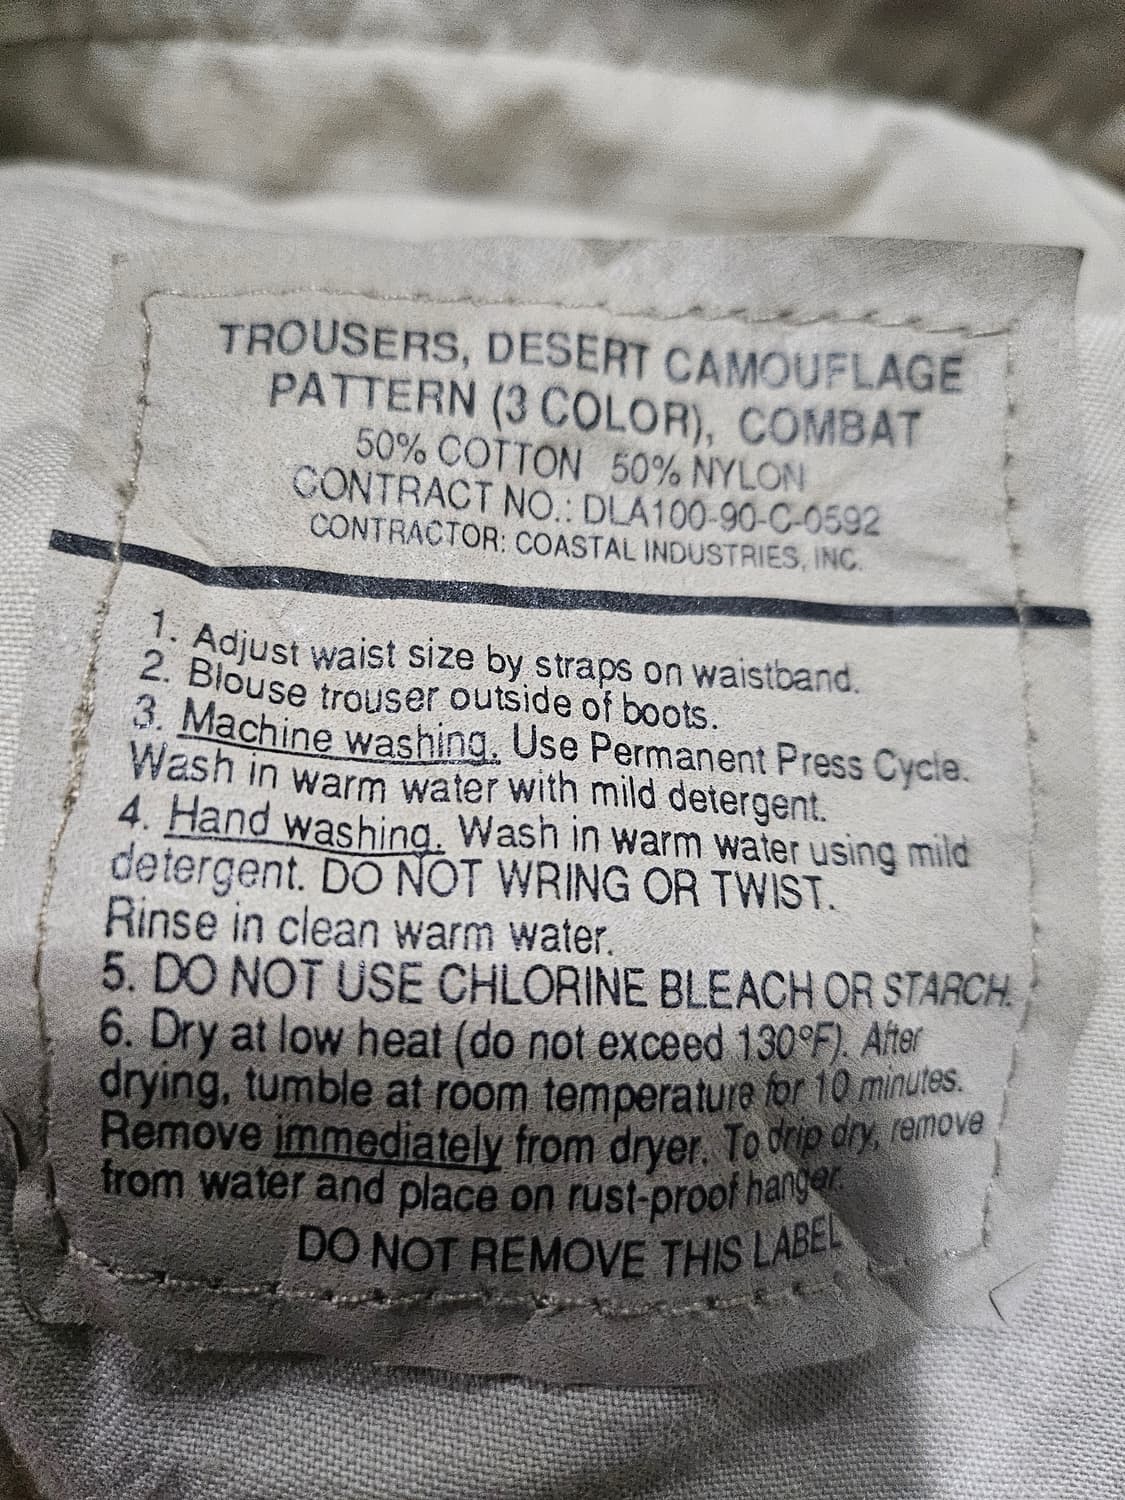 TROUSERS, DESERT CAMOUFLAGE
PATTERN (3 COLOR), COMBAT
50% COTTON 50% NYLON
CONTRACT NO.: DLA100-90-C-0592
CONTRACTOR: COASTAL INDUSTRIES, INC.
1. Adjust waist size by straps on waistband.
2. Blouse trouser outside of boots.
3. Machine washing. Use Permanent Press Cycle.
Wash in warm water with mild detergent.
4. Hand washing. Wash in warm water using mild
detergent. DO NOT WRING OR TWIST.
Rinse in clean warm water.
5. DO NOT USE CHLORINE BLEACH OR STARCH.
6. Dry at low heat (do not exceed 130°F). After
drying, tumble at room temperature for 10 minutes.
Remove immediately from dryer. To drip dry, remove
from water and place on rust-proof hanger.
DO NOT REMOVE THIS LABEL